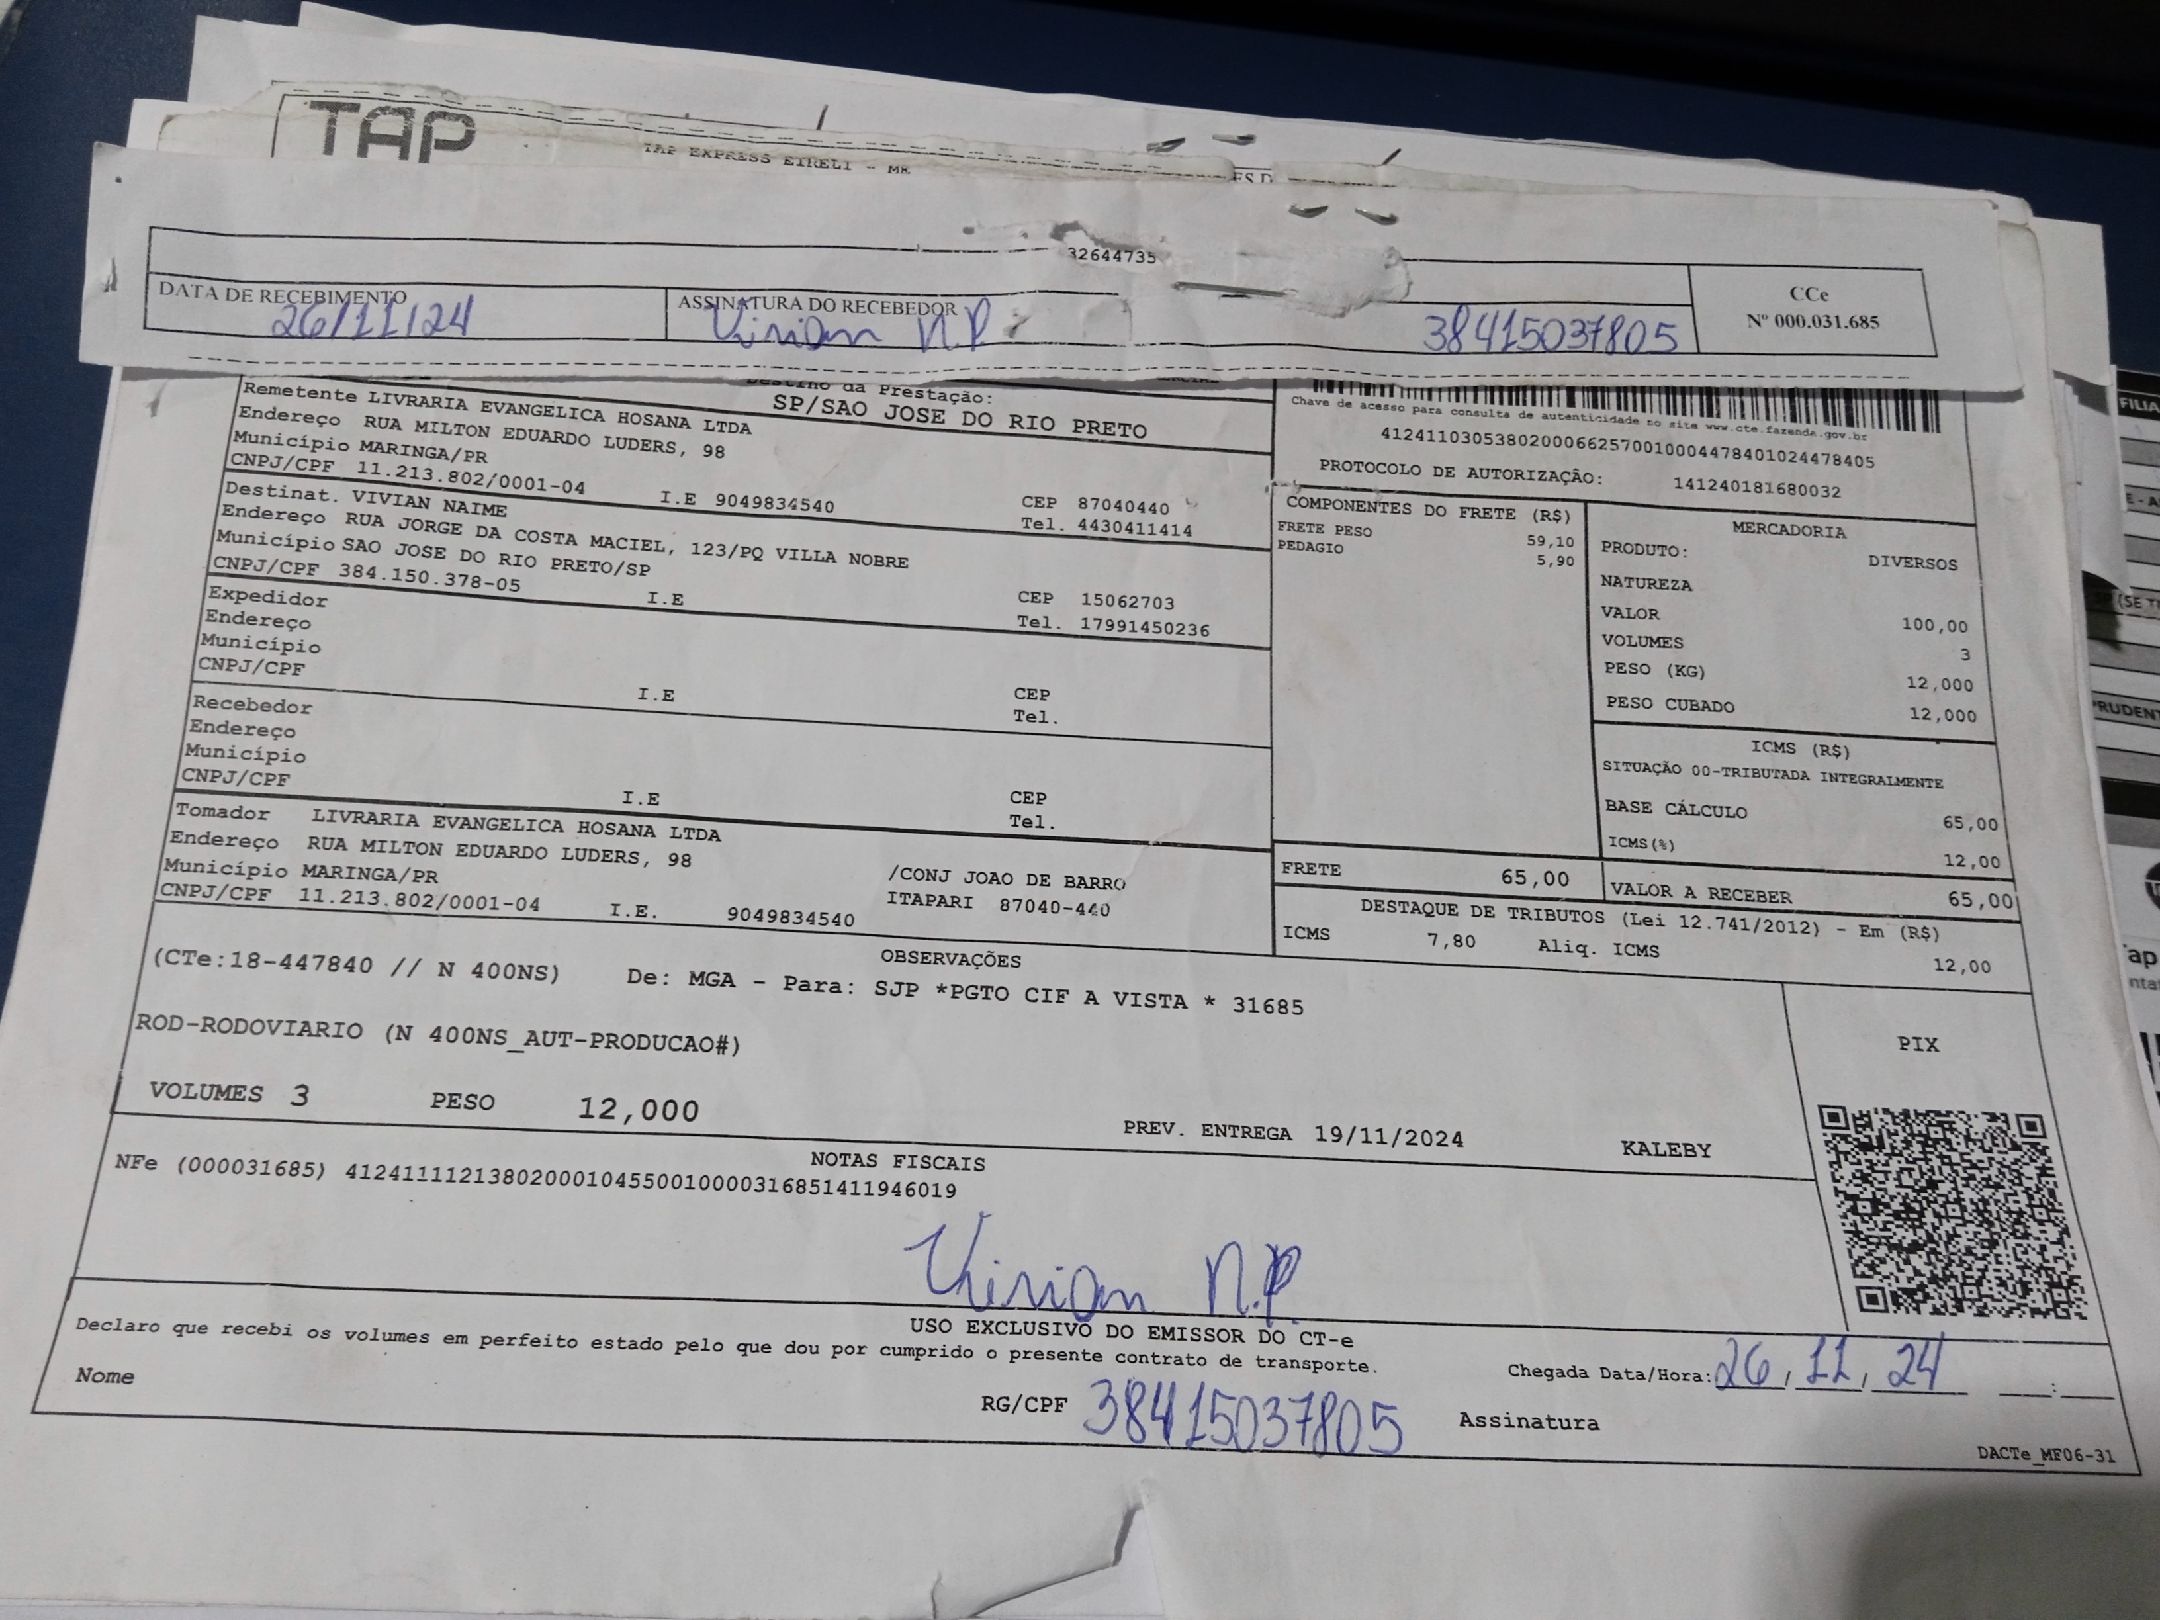 TAP
TAP EXPRESS EIRELI - ME
32644735
DATA DE RECEBIMENTO
26/11/24
ASSINATURA DO RECEBEDOR
Vivian N.P
38415037805
CCe
Nº 000.031.685
Destino da Prestação:
SP/SAO JOSE DO RIO PRETO
Remetente LIVRARIA EVANGELICA HOSANA LTDA
Endereço RUA MILTON EDUARDO LUDERS, 98
Município MARINGA/PR
CNPJ/CPF 11.213.802/0001-04 I.E 9049834540 CEP 87040440
Tel. 4430411414
Destinat. VIVIAN NAIME
Endereço RUA JORGE DA COSTA MACIEL, 123/PQ VILLA NOBRE
Município SAO JOSE DO RIO PRETO/SP
CNPJ/CPF 384.150.378-05 I.E CEP 15062703
Tel. 17991450236
Expedidor
Endereço
Município
CNPJ/CPF I.E CEP
Tel.
Recebedor
Endereço
Município
CNPJ/CPF I.E CEP
Tel.
Tomador LIVRARIA EVANGELICA HOSANA LTDA
Endereço RUA MILTON EDUARDO LUDERS, 98 /CONJ JOAO DE BARRO
Município MARINGA/PR ITAPARI 87040-440
CNPJ/CPF 11.213.802/0001-04 I.E. 9049834540
Chave de acesso para consulta de autenticidade no site www.cte.fazenda.gov.br
41241103053802000662570010004478401024478405
PROTOCOLO DE AUTORIZAÇÃO: 141240181680032
COMPONENTES DO FRETE (R$)
FRETE PESO 59,10
PEDAGIO 5,90
MERCADORIA
PRODUTO: DIVERSOS
NATUREZA
VALOR 100,00
VOLUMES 3
PESO (KG) 12,000
PESO CUBADO 12,000
ICMS (R$)
SITUAÇÃO 00-TRIBUTADA INTEGRALMENTE
BASE CÁLCULO 65,00
ICMS(%) 12,00
FRETE 65,00
VALOR A RECEBER 65,00
DESTAQUE DE TRIBUTOS (Lei 12.741/2012) - Em (R$)
ICMS 7,80 Aliq. ICMS 12,00
OBSERVAÇÕES
(CTe:18-447840 // N 400NS) De: MGA - Para: SJP *PGTO CIF A VISTA * 31685
ROD-RODOVIARIO (N 400NS_AUT-PRODUCAO#)
VOLUMES 3 PESO 12,000
PREV. ENTREGA 19/11/2024 KALEBY
PIX
NOTAS FISCAIS
NFe (000031685) 41241111213802000104550010000316851411946019
Vivian N.P.
USO EXCLUSIVO DO EMISSOR DO CT-e
Declaro que recebi os volumes em perfeito estado pelo que dou por cumprido o presente contrato de transporte.
Chegada Data/Hora: 26, 11, 24 ___:___
Nome
RG/CPF 38415037805
Assinatura
DACTe_MF06-31
FILIA
(SE T
RUDEN